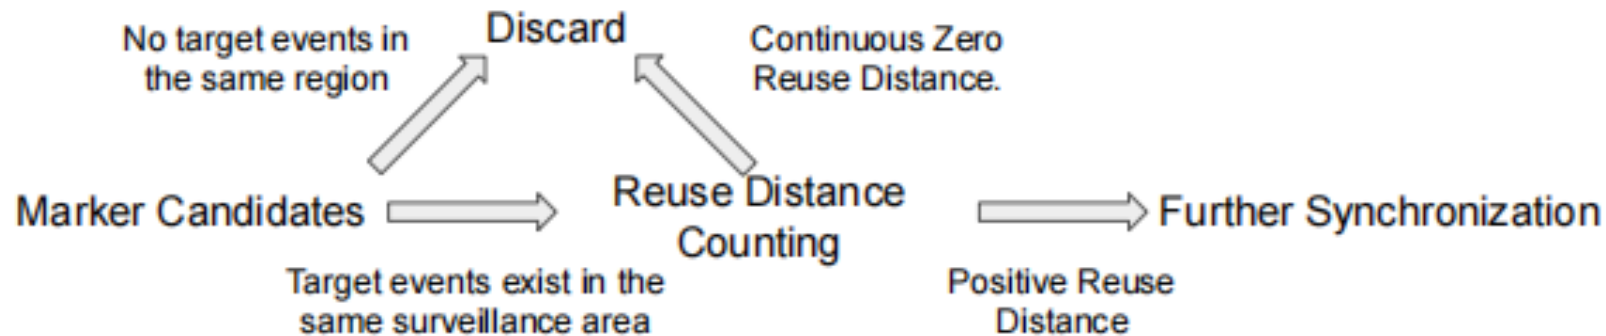 No target events in
the same region
Discard
Continuous Zero
Reuse Distance.
Marker Candidates
Reuse Distance
Counting
Further Synchronization
Target events exist in the
same surveillance area
Positive Reuse
Distance